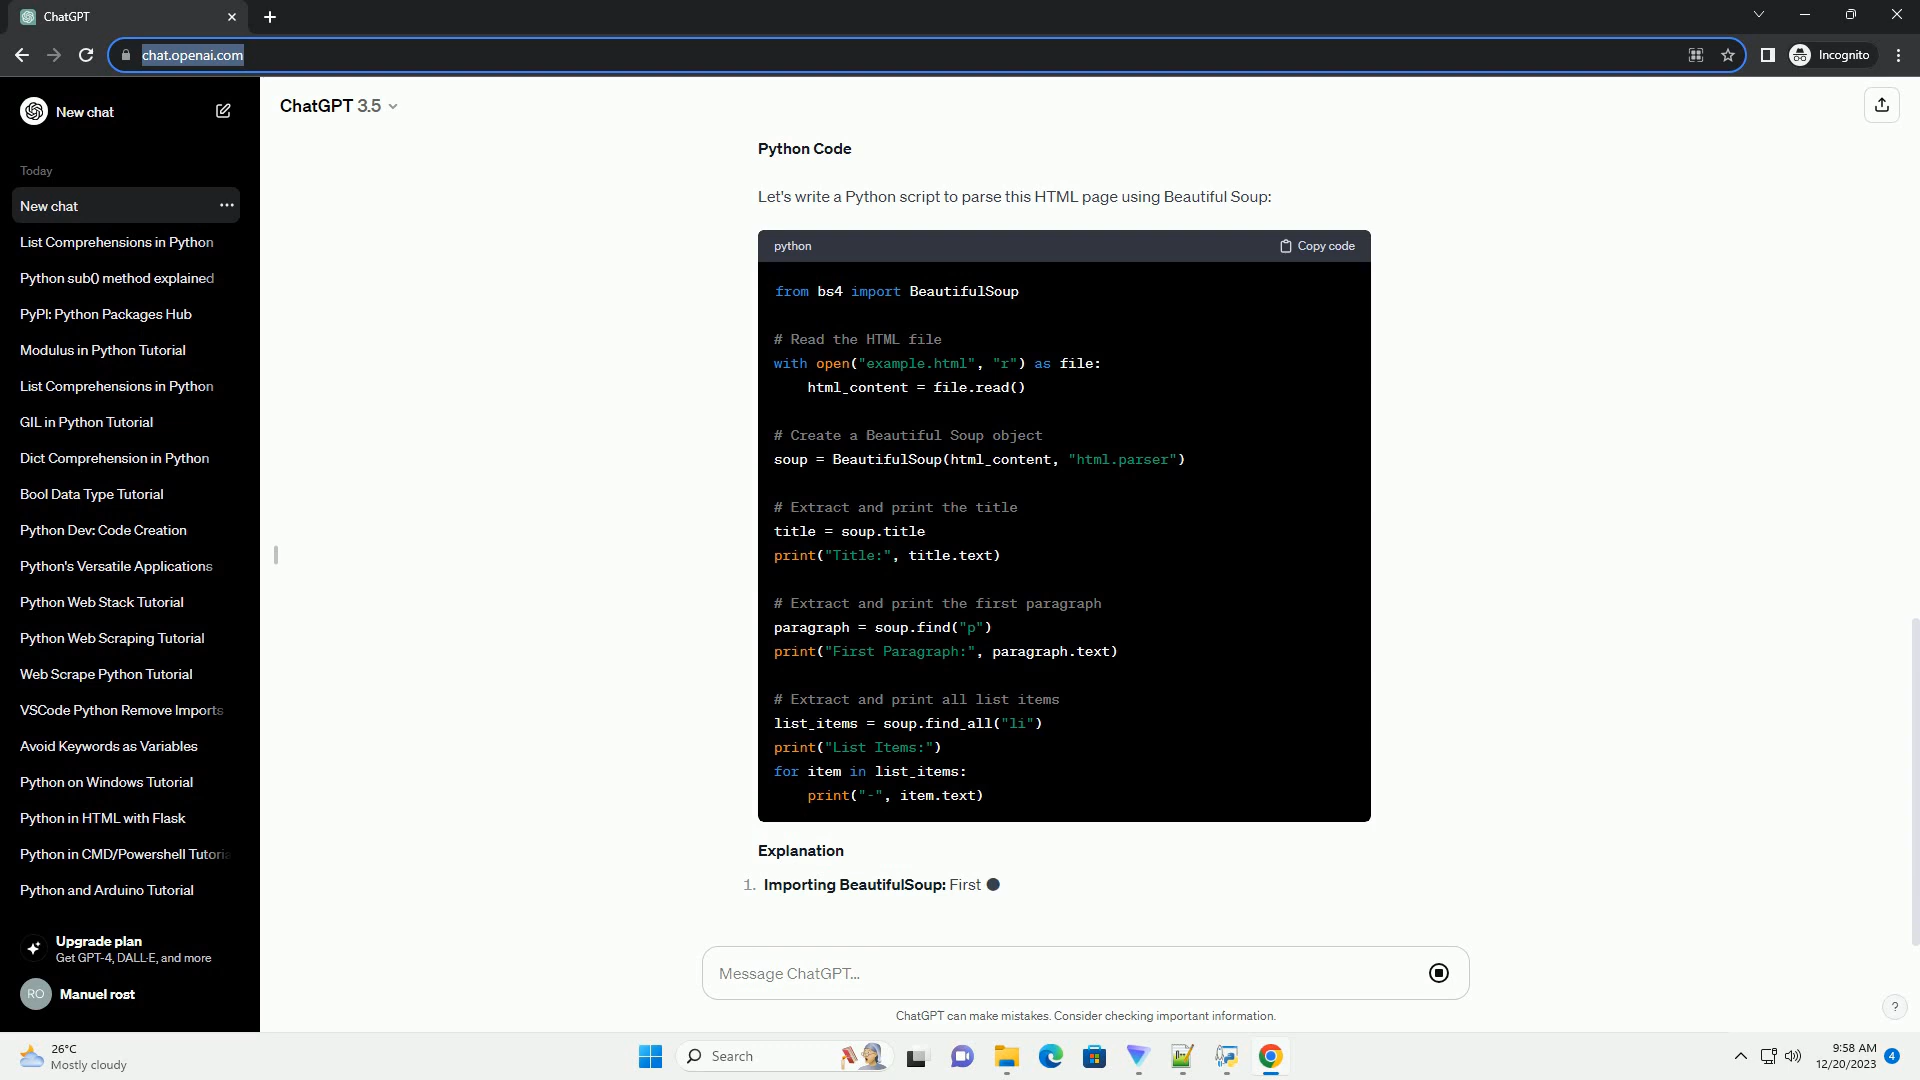 ChatGPT
chat.openai.com
Incognito
New chat
Today
New chat
List Comprehensions in Python
Python sub() method explained
PyPI: Python Packages Hub
Modulus in Python Tutorial
List Comprehensions in Python
GIL in Python Tutorial
Dict Comprehension in Python
Bool Data Type Tutorial
Python Dev: Code Creation
Python's Versatile Applications
Python Web Stack Tutorial
Python Web Scraping Tutorial
Web Scrape Python Tutorial
VSCode Python Remove Imports
Avoid Keywords as Variables
Python on Windows Tutorial
Python in HTML with Flask
Python in CMD/Powershell Tutoria
Python and Arduino Tutorial
Upgrade plan
Get GPT-4, DALL·E, and more
RO Manuel rost
ChatGPT 3.5
Python Code
Let's write a Python script to parse this HTML page using Beautiful Soup:
python Copy code
from bs4 import BeautifulSoup
# Read the HTML file
with open("example.html", "r") as file:
    html_content = file.read()
# Create a Beautiful Soup object
soup = BeautifulSoup(html_content, "html.parser")
# Extract and print the title
title = soup.title
print("Title:", title.text)
# Extract and print the first paragraph
paragraph = soup.find("p")
print("First Paragraph:", paragraph.text)
# Extract and print all list items
list_items = soup.find_all("li")
print("List Items:")
for item in list_items:
    print("-", item.text)
Explanation
1. Importing BeautifulSoup: First
Message ChatGPT...
ChatGPT can make mistakes. Consider checking important information.
?
26°C
Mostly cloudy
Search
9:58 AM
12/20/2023
4